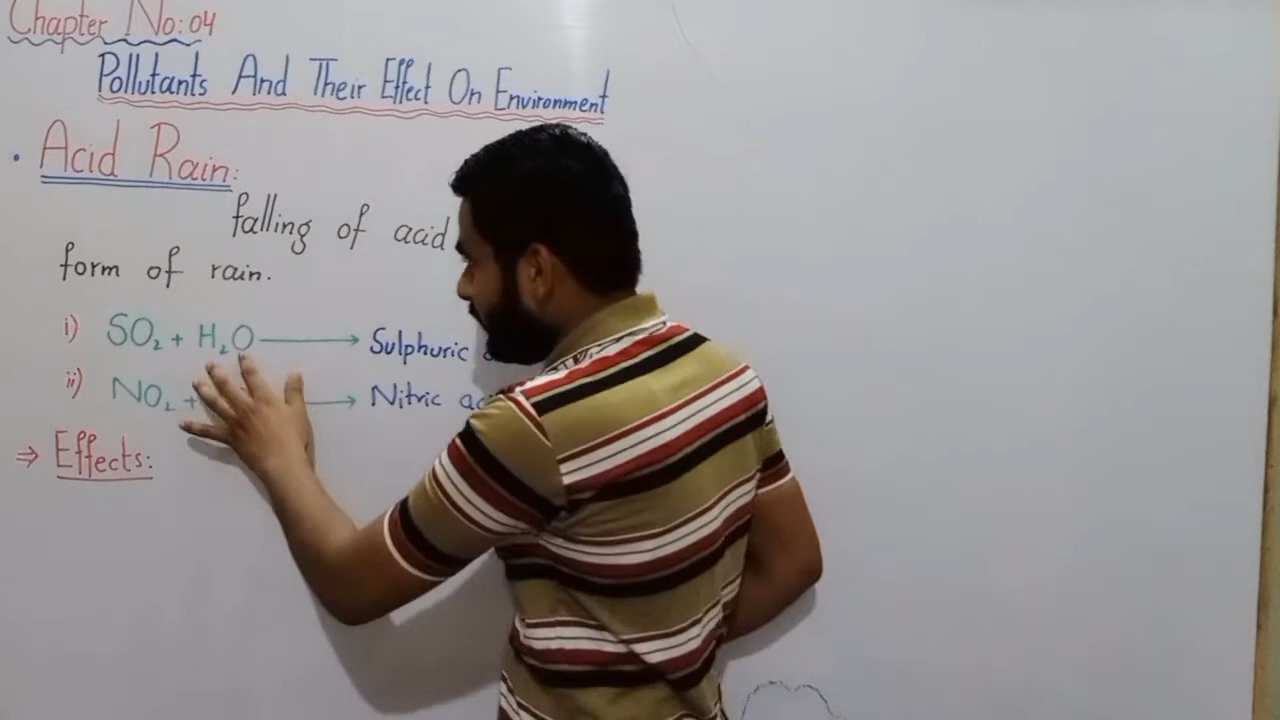 Chapter No:04
Pollutants And Their Effect On Environment
• Acid Rain:
falling of acid
form of rain.
i) SO₂ + H₂O ⟶ Sulphuric
ii) NO₂ + ⟶ Nitric
⇒ Effects: